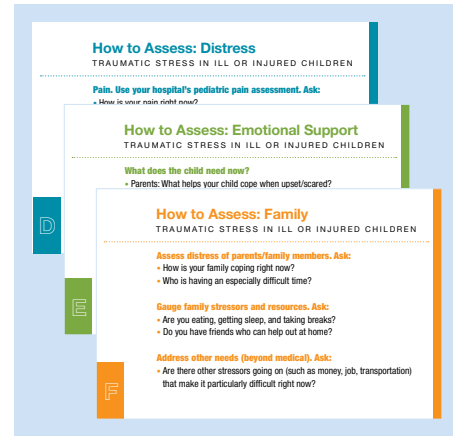 How to Assess: Distress
TRAUMATIC STRESS IN ILL OR INJURED CHILDREN
Pain. Use your hospital's pediatric pain assessment. Ask:
• How is your pain right now?
How to Assess: Emotional Support
TRAUMATIC STRESS IN ILL OR INJURED CHILDREN
What does the child need now?
• Parents: What helps your child cope when upset/scared?
D
How to Assess: Family
TRAUMATIC STRESS IN ILL OR INJURED CHILDREN
Assess distress of parents/family members. Ask:
• How is your family coping right now?
• Who is having an especially difficult time?
E
Gauge family stressors and resources. Ask:
• Are you eating, getting sleep, and taking breaks?
• Do you have friends who can help out at home?
Address other needs (beyond medical). Ask:
• Are there other stressors going on (such as money, job, transportation)
that make it particularly difficult right now?
F